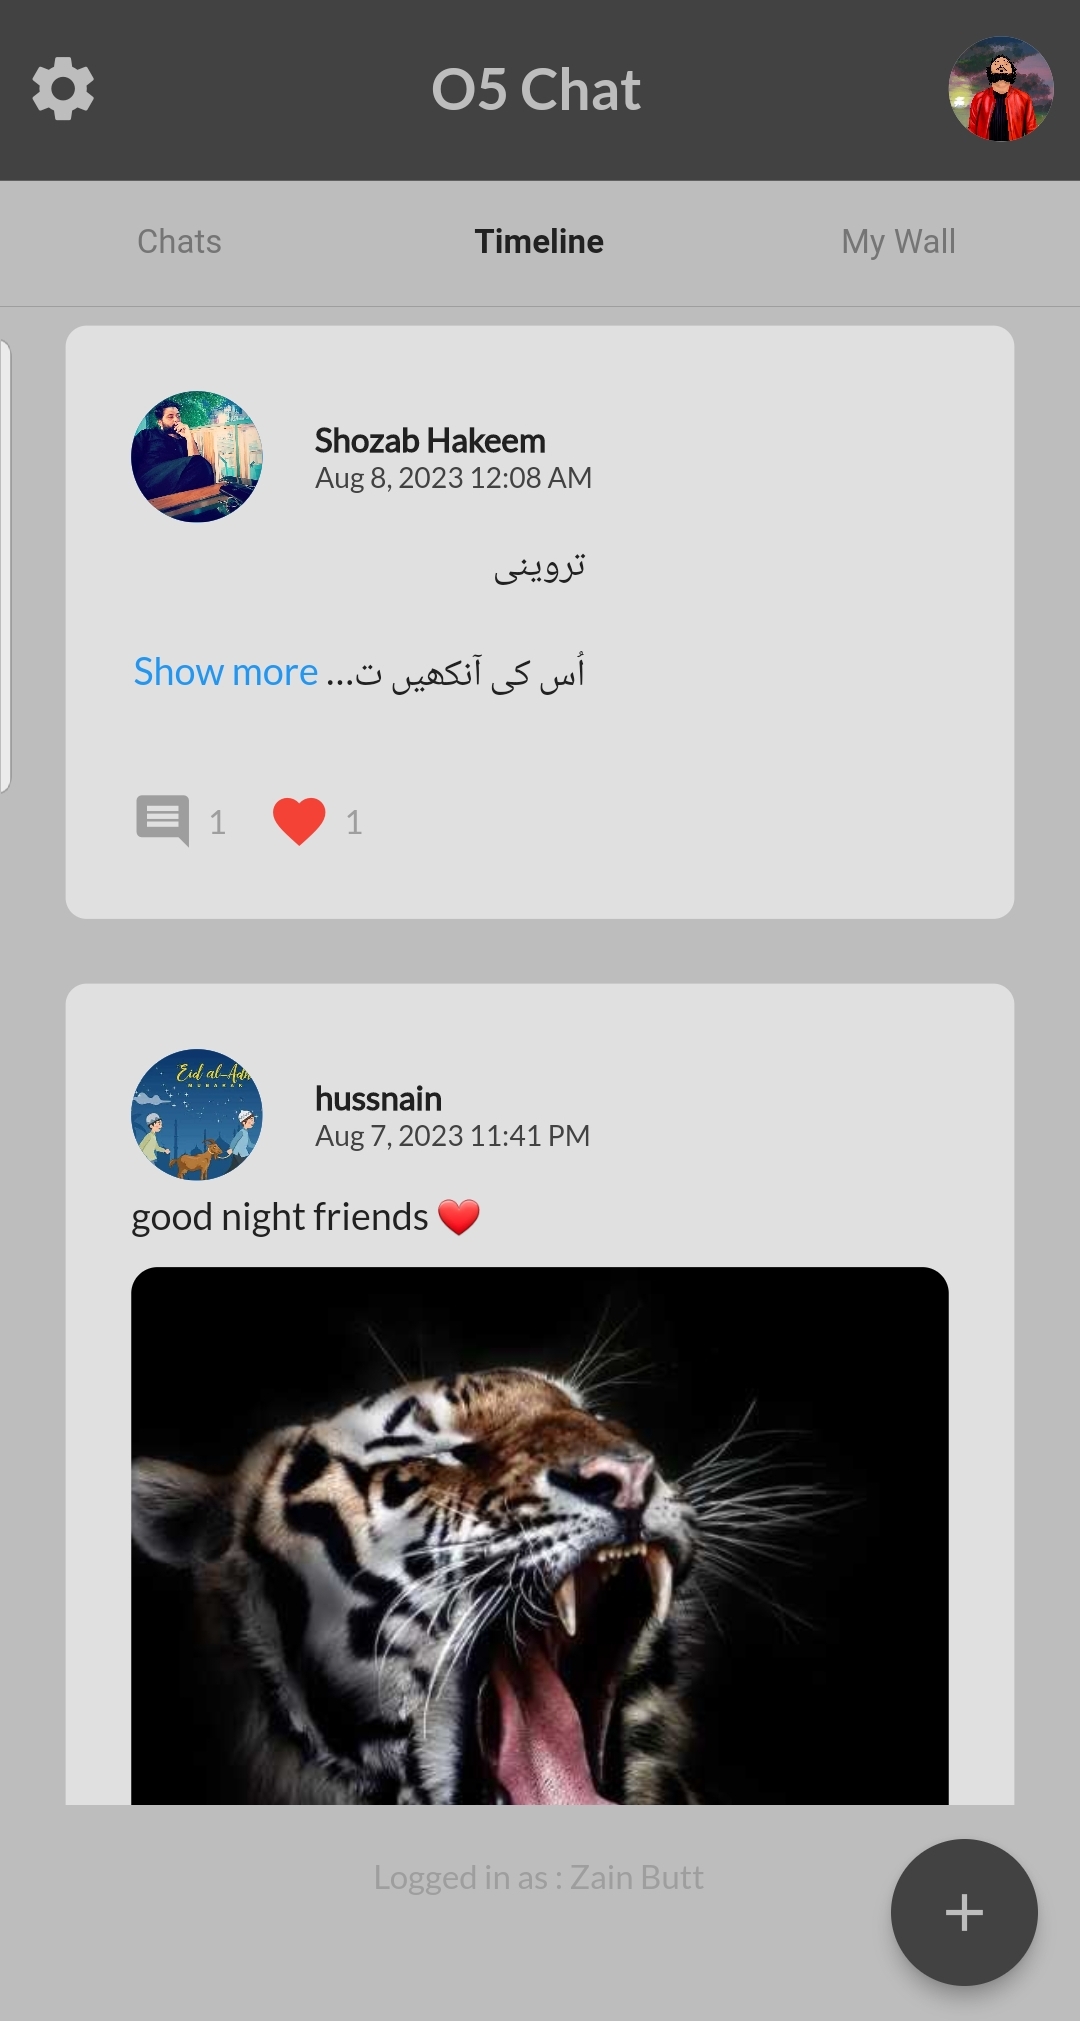 O5 Chat
Chats
Timeline
My Wall
Shozab Hakeem
Aug 8, 2023 12:08 AM
تروینی
اُس کی آنکھیں ت... Show more
1
1
Eid al-Adh
MUBARAK
hussnain
Aug 7, 2023 11:41 PM
good night friends ❤️
Logged in as : Zain Butt